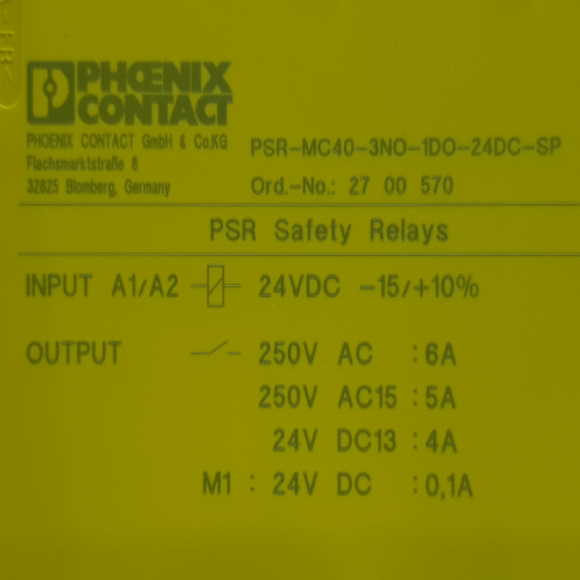 PHOENIX
CONTACT
PHOENIX CONTACT GmbH & Co.KG
Flachsmarktstraße 8
32825 Blomberg, Germany
PSR-MC40-3NO-1DO-24DC-SP
Ord.-No.: 27 00 570
PSR Safety Relays
INPUT A1/A2 24VDC -15/+10%
OUTPUT 250V AC :6A
250V AC15 :5A
24V DC13 :4A
M1 : 24V DC :0,1A